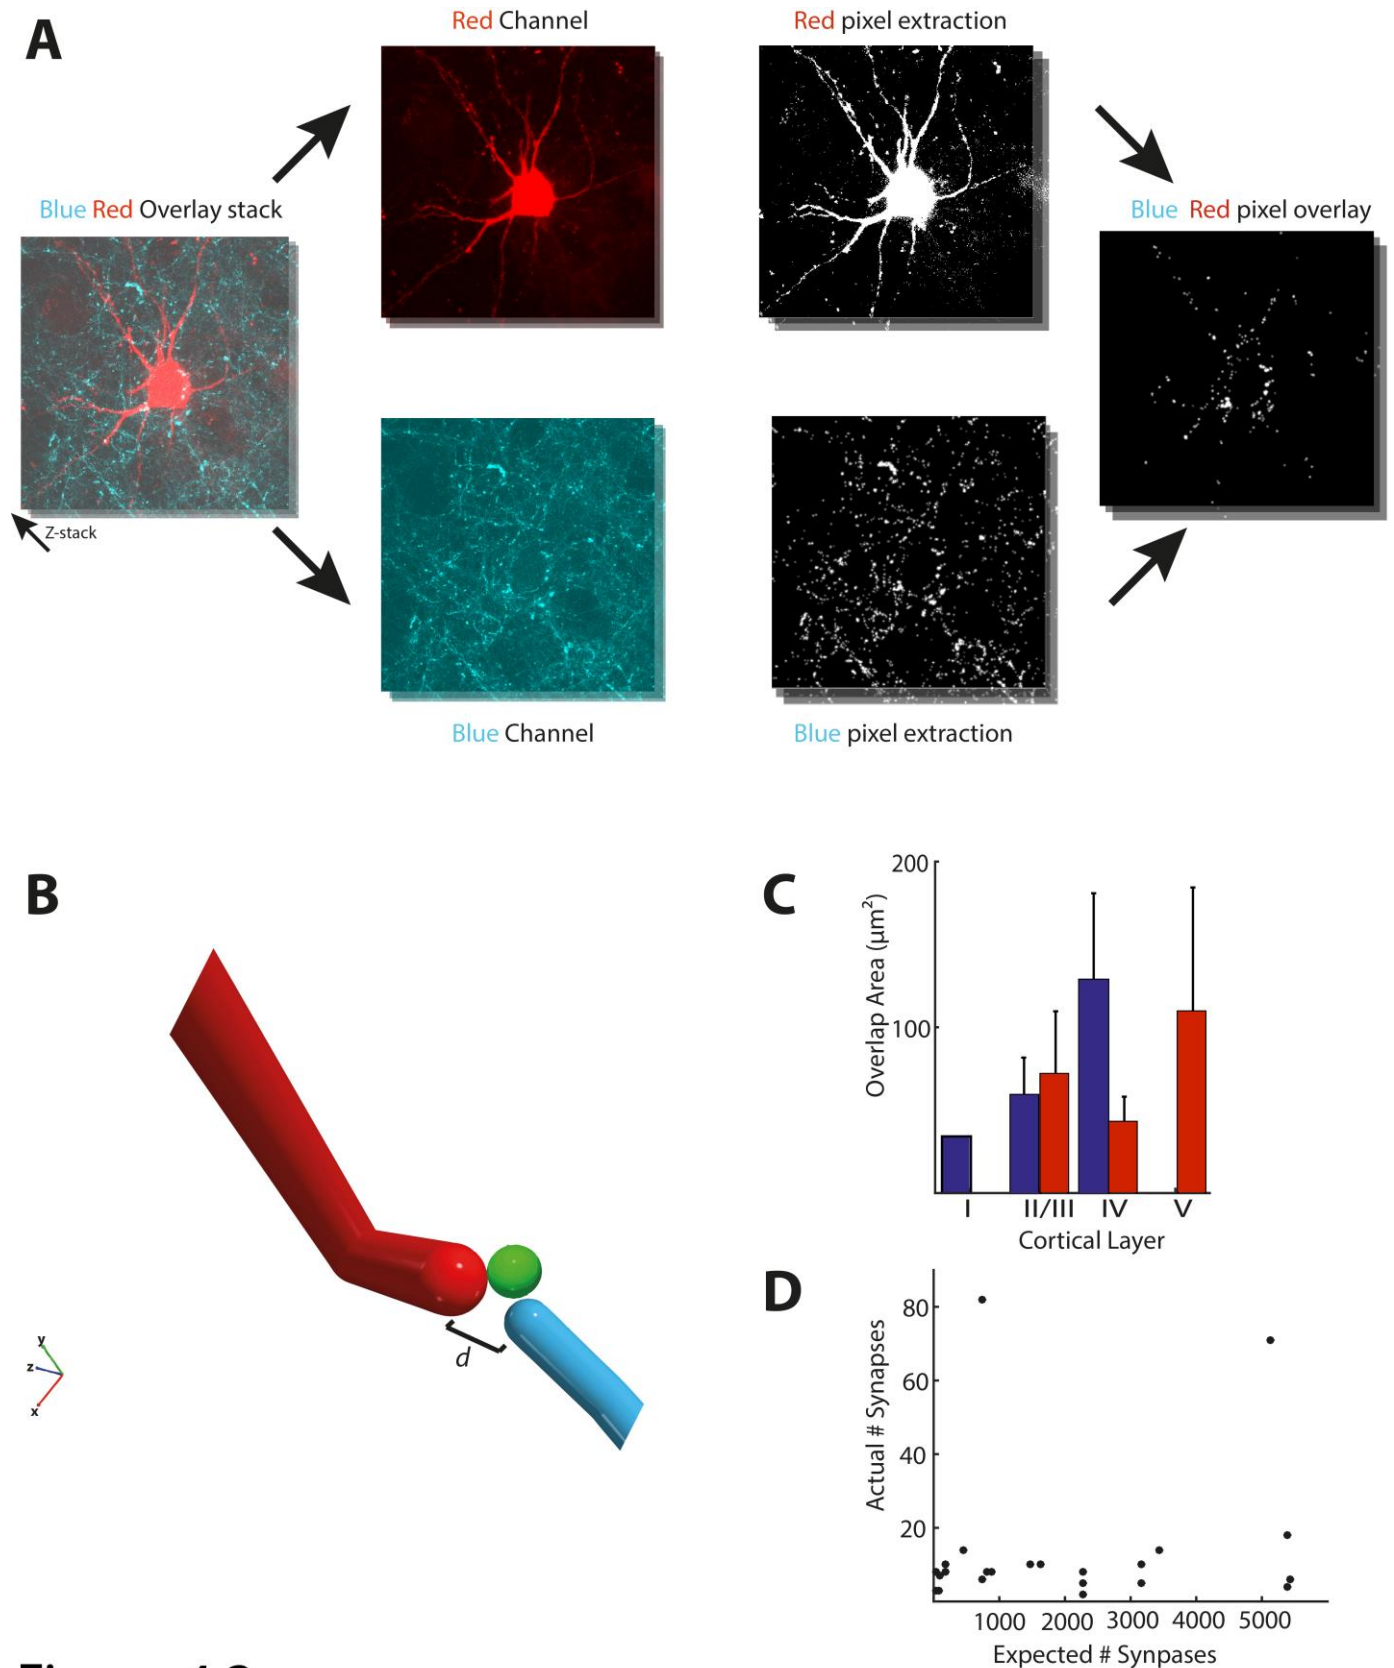 A
Red Channel
Red pixel extraction
Blue Red Overlay stack
Blue Red pixel overlay
Z-stack
Blue Channel
Blue pixel extraction
B
d
y
z
x
C
200
100
Overlap Area (μm²)
I II/III IV V
Cortical Layer
D
80
60
40
20
Actual # Synapses
1000 2000 3000 4000 5000
Expected # Synpases